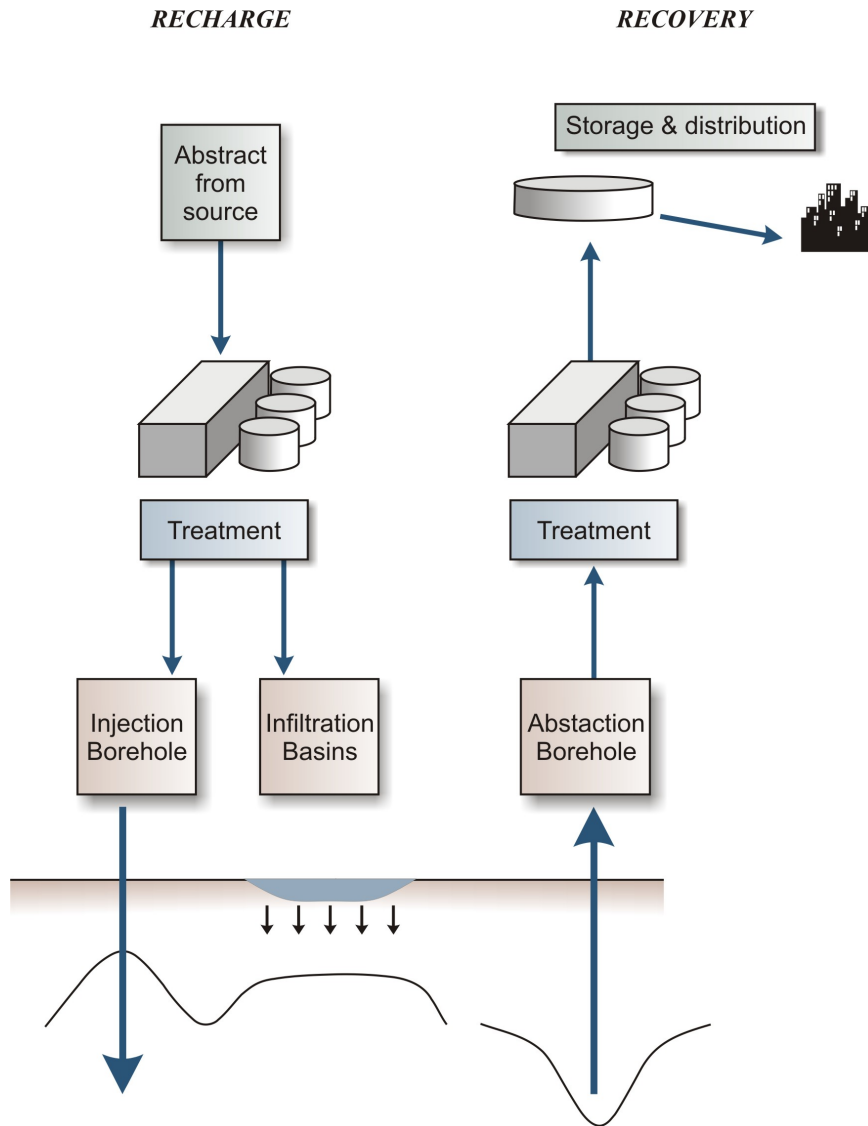 RECHARGE
RECOVERY
Storage & distribution
Abstract
from
source
Treatment
Treatment
Injection
Borehole
Infiltration
Basins
Abstaction
Borehole